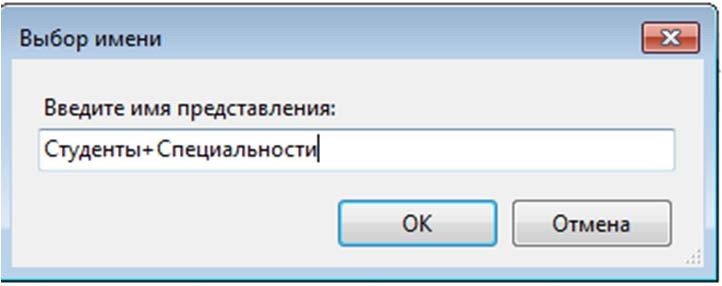 Выбор имени
Введите имя представления:
Студенты+Специальности
OK
Отмена